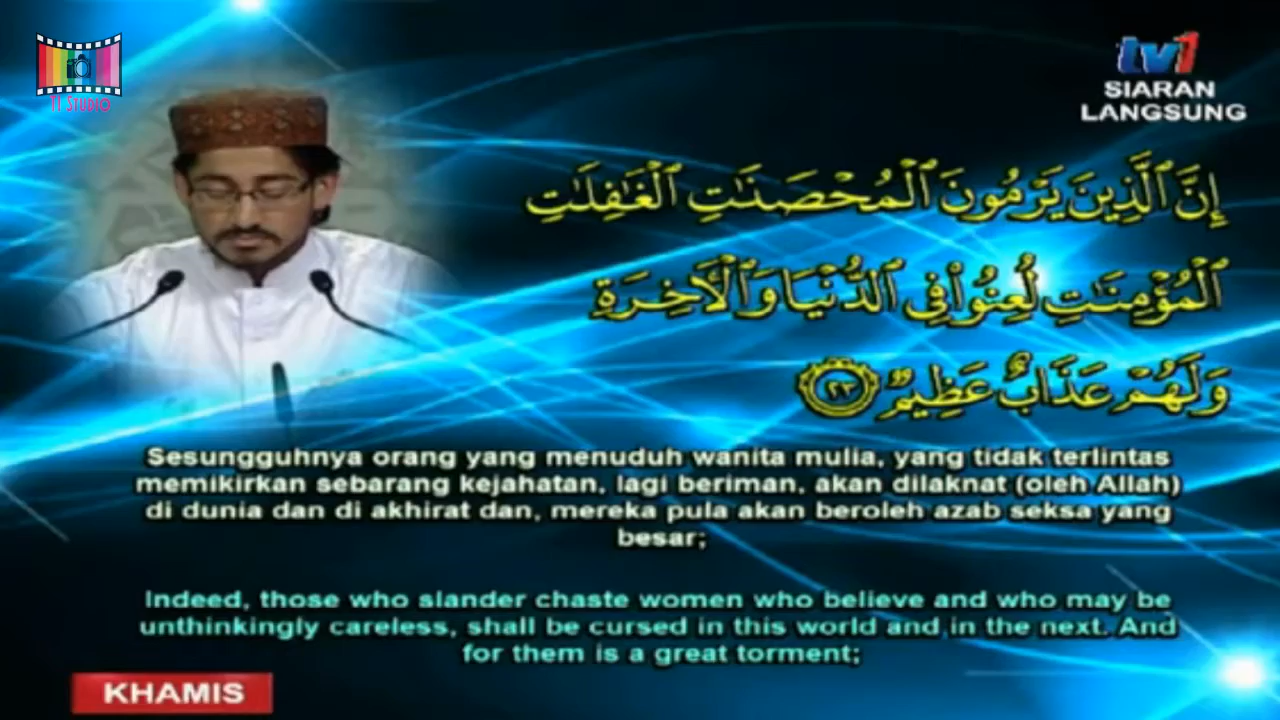 TI STUDIO
tv1
SIARAN
LANGSUNG
إِنَّ ٱلَّذِينَ يَرْمُونَ ٱلْمُحْصَنَٰتِ ٱلْغَٰفِلَٰتِ
ٱلْمُؤْمِنَٰتِ لُعِنُوا۟ فِى ٱلدُّنْيَا وَٱلْءَاخِرَةِ
وَلَهُمْ عَذَابٌ عَظِيمٌ ٢٣
Sesungguhnya orang yang menuduh wanita mulia, yang tidak terlintas
memikirkan sebarang kejahatan, lagi beriman, akan dilaknat (oleh Allah)
di dunia dan di akhirat dan, mereka pula akan beroleh azab seksa yang
besar;
Indeed, those who slander chaste women who believe and who may be
unthinkingly careless, shall be cursed in this world and in the next. And
for them is a great torment;
KHAMIS